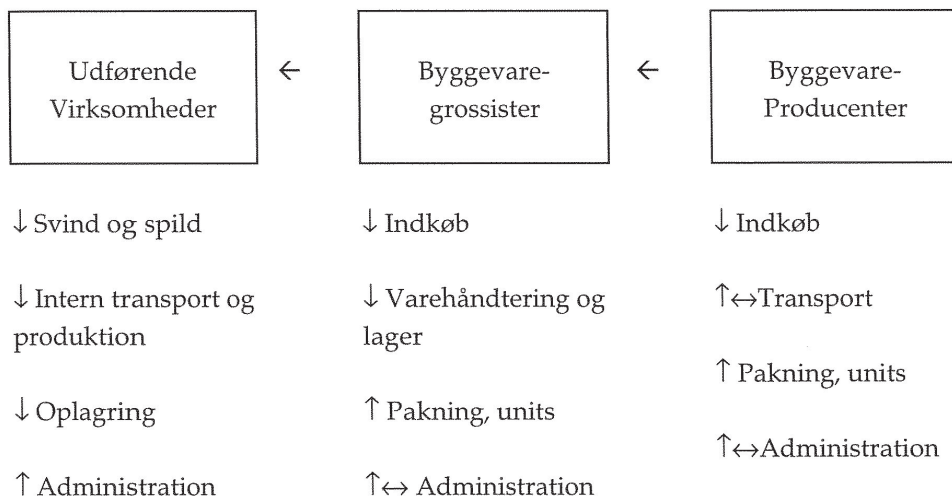 Udførende
Virksomheder
←
Byggevare-
grossister
←
Byggevare-
Producenter
↓ Svind og spild
↓ Intern transport og
produktion
↓ Oplagring
↑ Administration
↓ Indkøb
↓ Varehåndtering og
lager
↑ Pakning, units
↑↔ Administration
↓ Indkøb
↑↔Transport
↑ Pakning, units
↑↔Administration